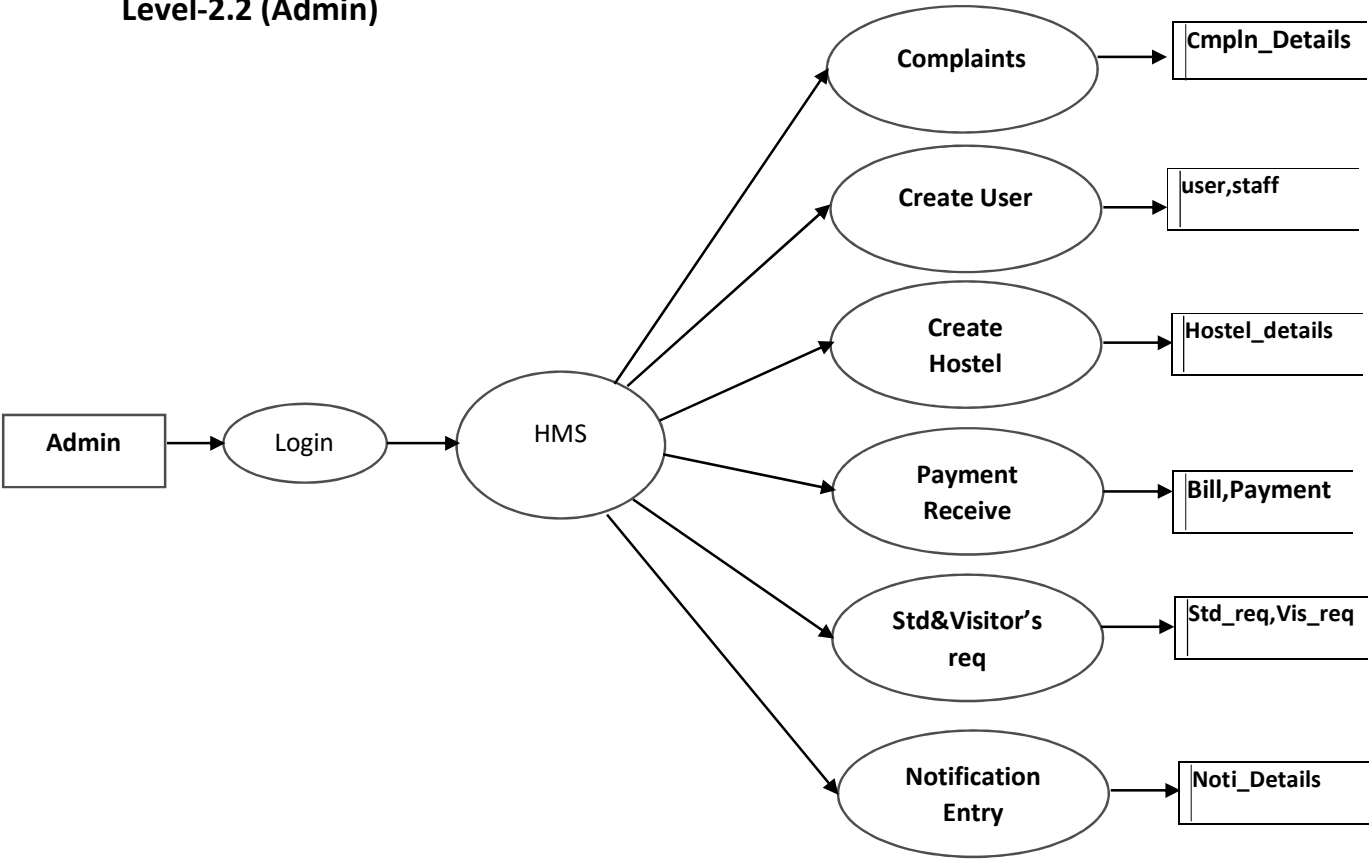 Level-2.2 (Admin)
Complaints
Cmpln_Details
Create User
user,staff
Create
Hostel
Hostel_details
Admin
Login
HMS
Payment
Receive
Bill,Payment
Std&Visitor’s
req
Std_req,Vis_req
Notification
Entry
Noti_Details